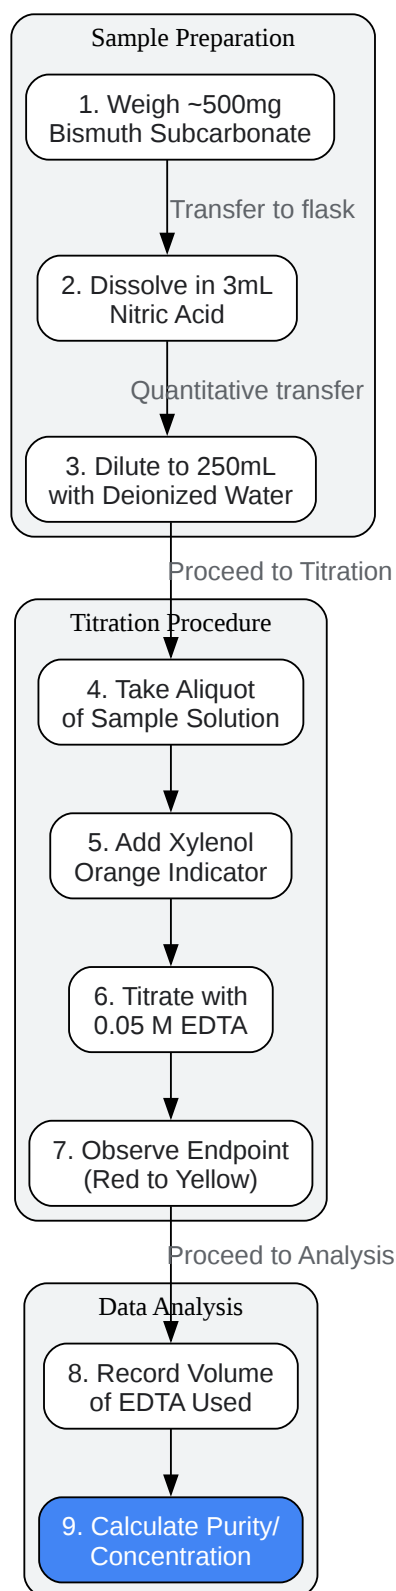 Sample Preparation
1. Weigh ~500mg
Bismuth Subcarbonate
Transfer to flask
2. Dissolve in 3mL
Nitric Acid
Quantitative transfer
3. Dilute to 250mL
with Deionized Water
Proceed to Titration
Titration Procedure
4. Take Aliquot
of Sample Solution
5. Add Xylenol
Orange Indicator
6. Titrate with
0.05 M EDTA
7. Observe Endpoint
(Red to Yellow)
Proceed to Analysis
Data Analysis
8. Record Volume
of EDTA Used
9. Calculate Purity/
Concentration